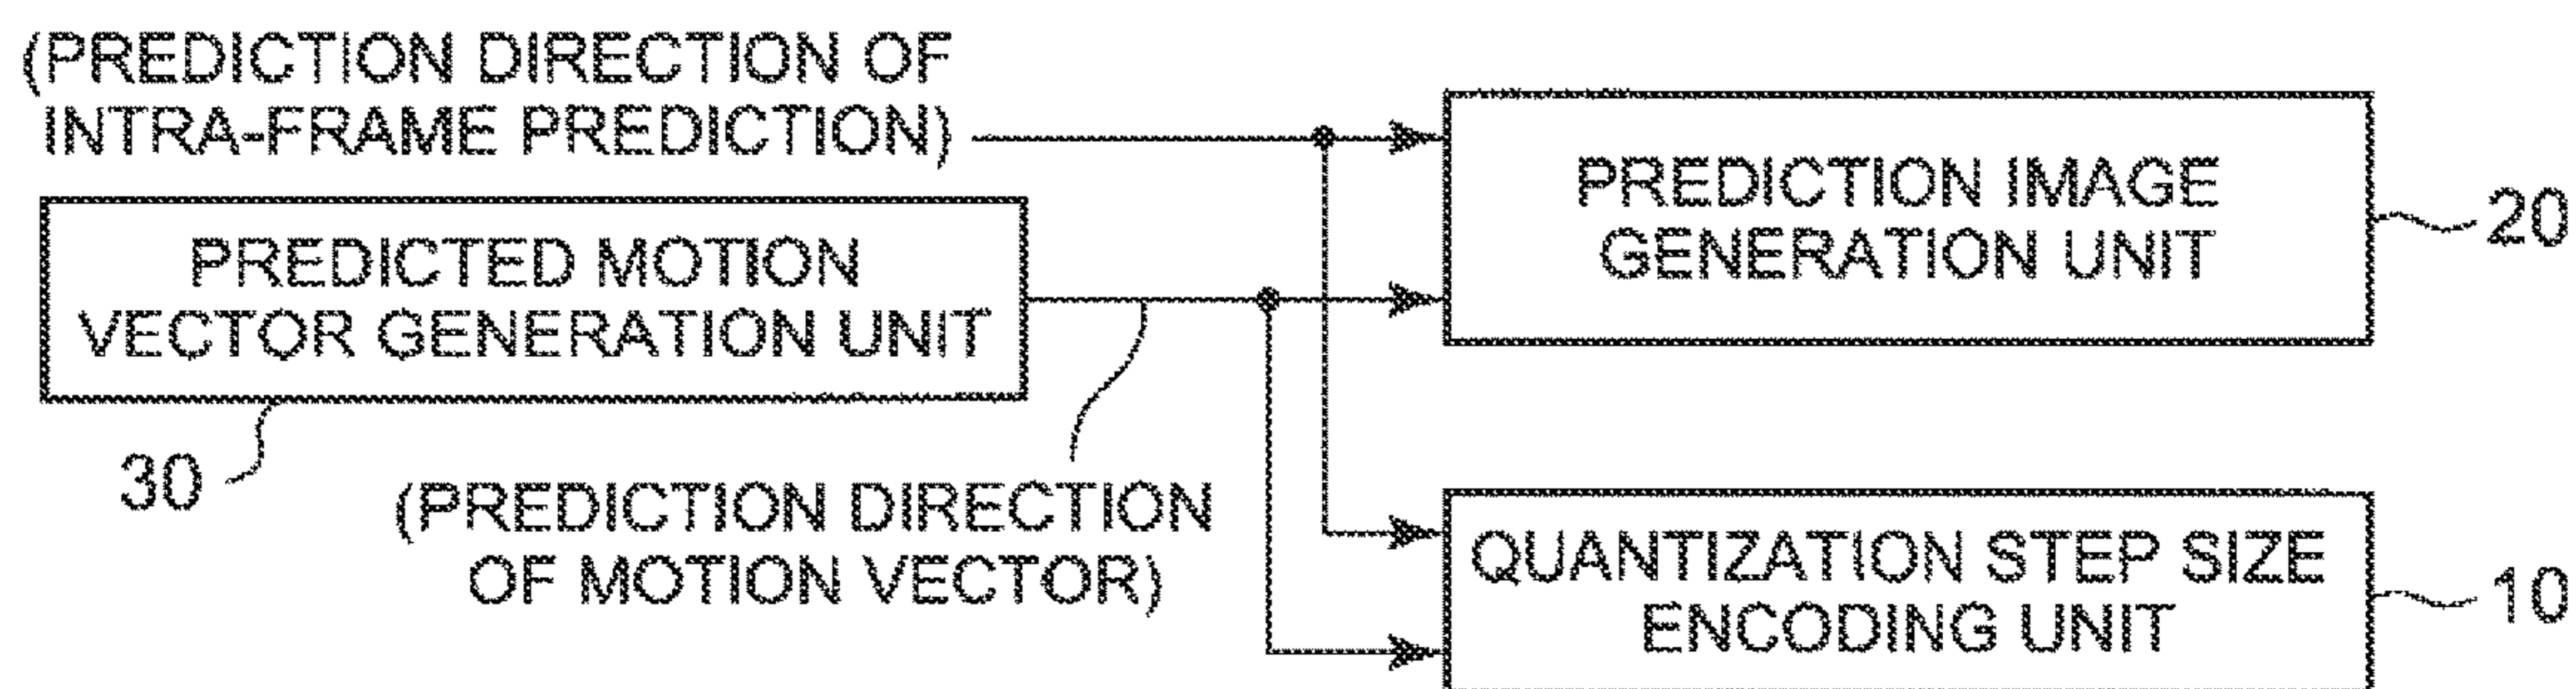 (PREDICTION DIRECTION OF
INTRA-FRAME PREDICTION)
PREDICTION IMAGE
GENERATION UNIT
20
PREDICTED MOTION
VECTOR GENERATION UNIT
30
(PREDICTION DIRECTION
OF MOTION VECTOR)
QUANTIZATION STEP SIZE
ENCODING UNIT
10